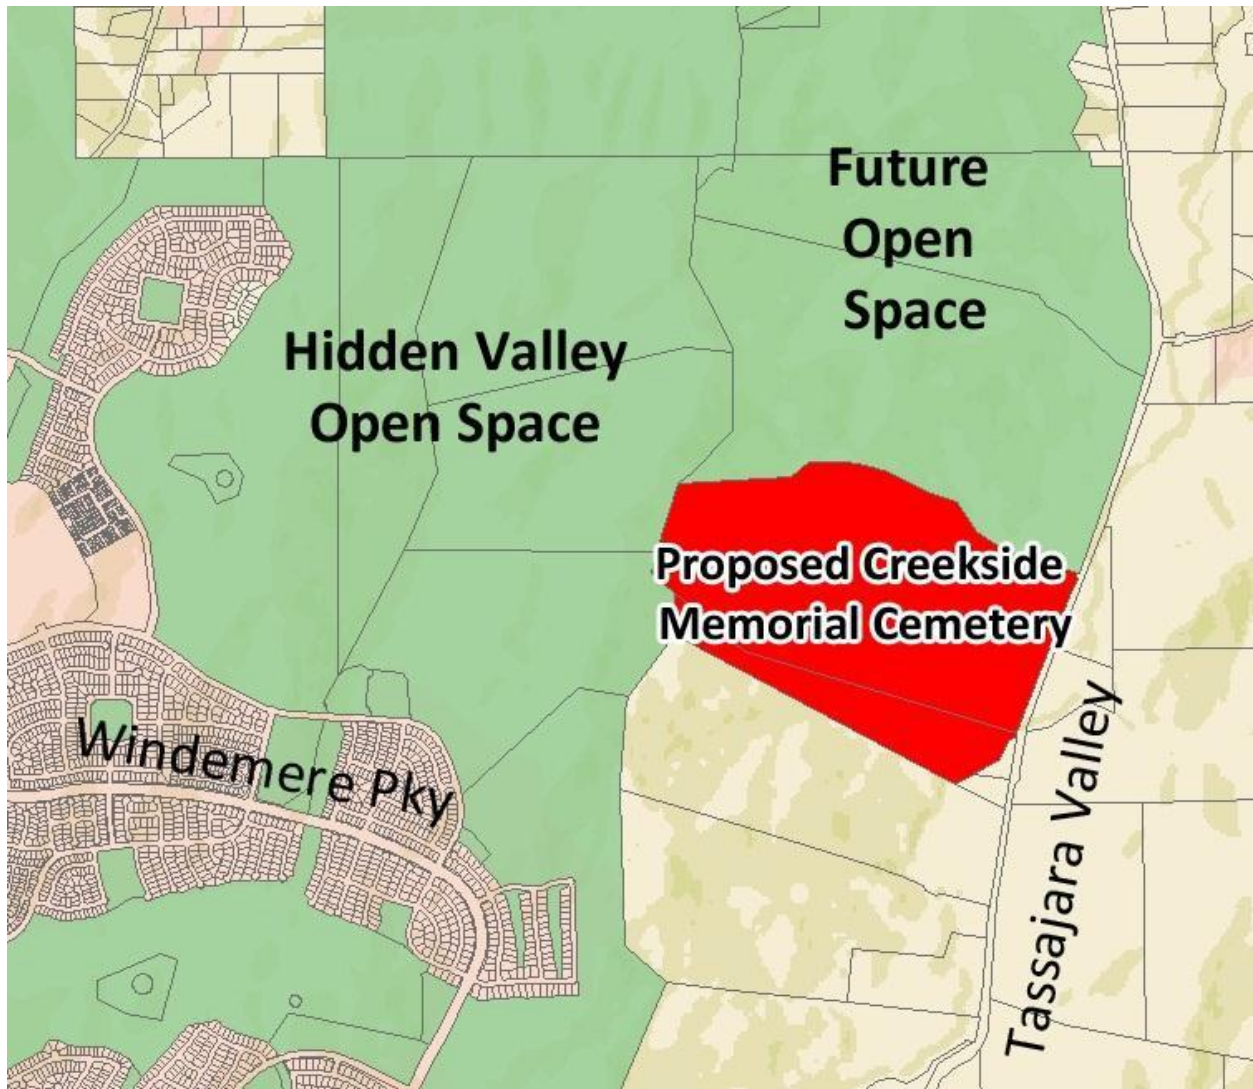 Future
Open
Space
Hidden Valley
Open Space
Proposed Creekside
Memorial Cemetery
Windemere Pky
Tassajara Valley